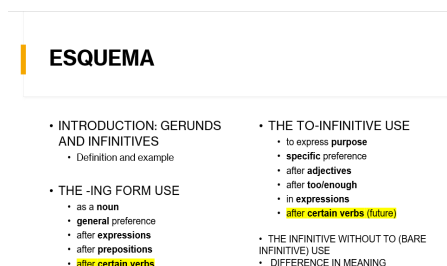 ESQUEMA
• INTRODUCTION: GERUNDS
AND INFINITIVES
• Definition and example
• THE -ING FORM USE
• as a noun
• general preference
• after expressions
• after prepositions
• after certain verbs
• THE TO-INFINITIVE USE
• to express purpose
• specific preference
• after adjectives
• after too/enough
• in expressions
• after certain verbs (future)
• THE INFINITIVE WITHOUT TO (BARE
INFINITIVE) USE
• DIFFERENCE IN MEANING